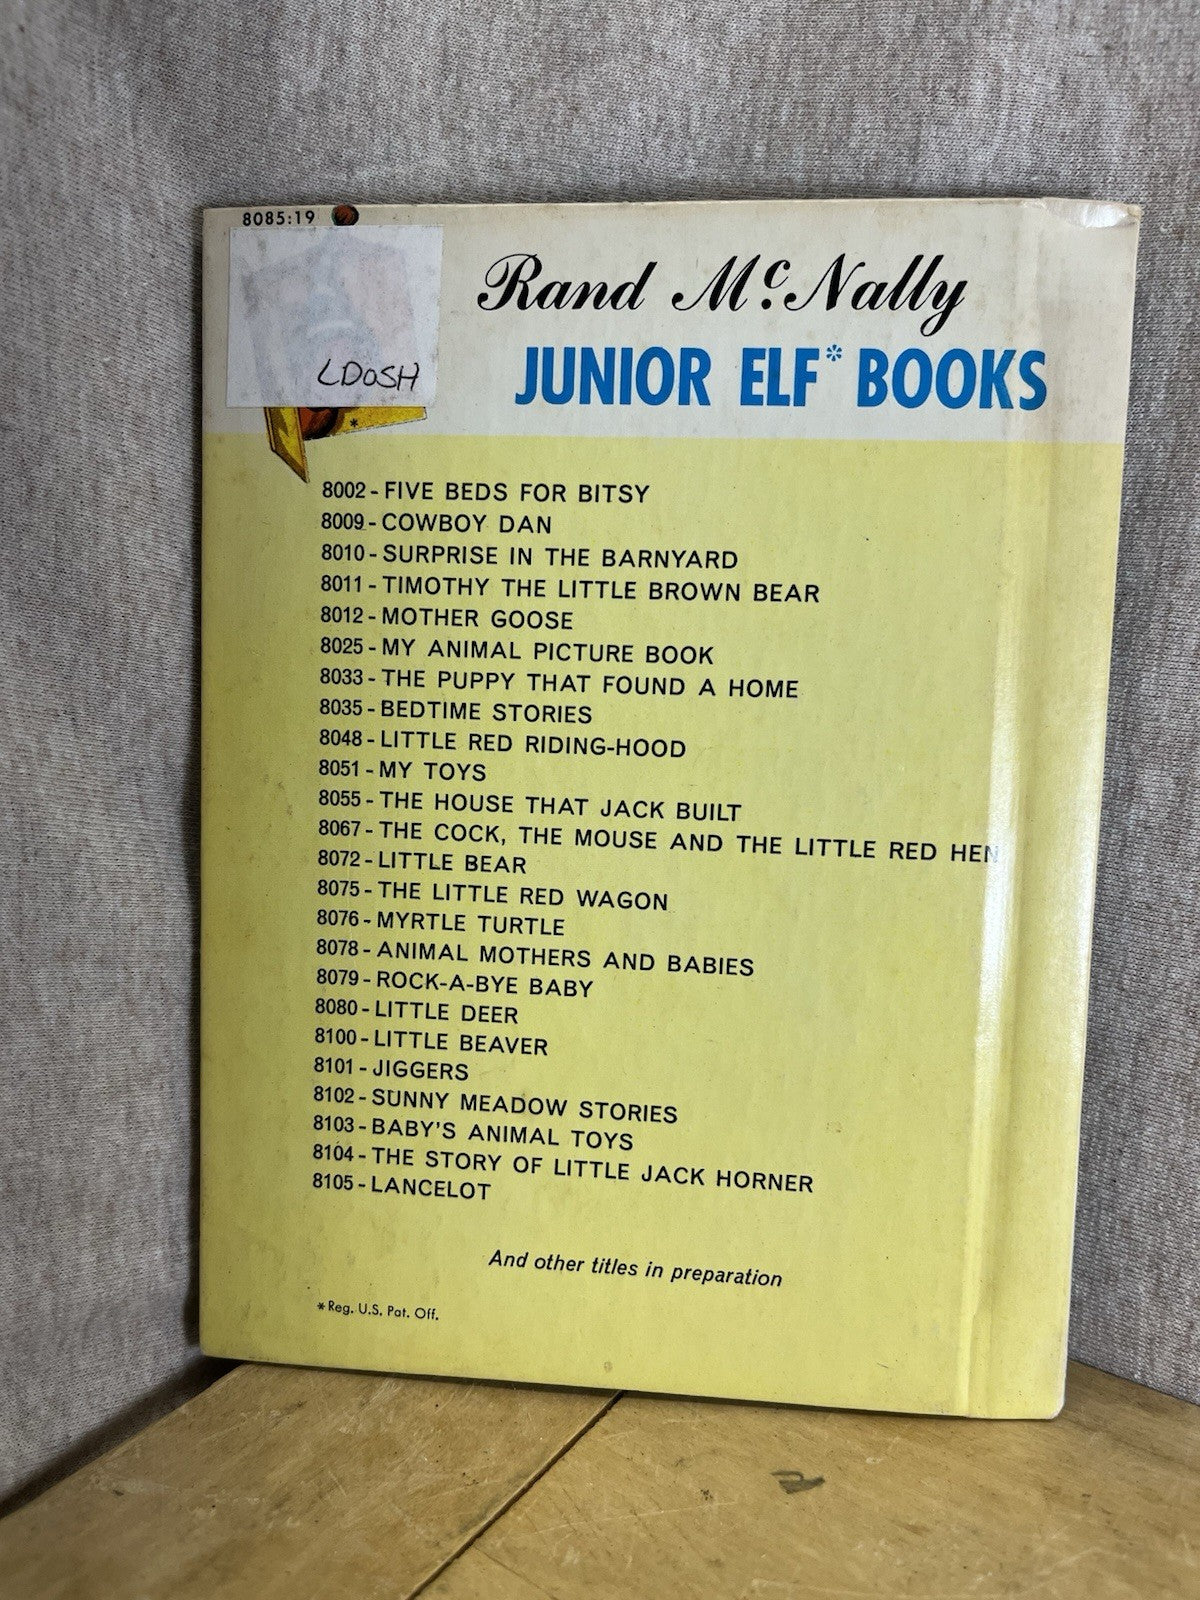 8085:19
Rand McNally
JUNIOR ELF* BOOKS
LDOSH
*
8002 - FIVE BEDS FOR BITSY
8009 - COWBOY DAN
8010 - SURPRISE IN THE BARNYARD
8011 - TIMOTHY THE LITTLE BROWN BEAR
8012 - MOTHER GOOSE
8025 - MY ANIMAL PICTURE BOOK
8033 - THE PUPPY THAT FOUND A HOME
8035 - BEDTIME STORIES
8048 - LITTLE RED RIDING-HOOD
8051 - MY TOYS
8055 - THE HOUSE THAT JACK BUILT
8067 - THE COCK, THE MOUSE AND THE LITTLE RED HEN
8072 - LITTLE BEAR
8075 - THE LITTLE RED WAGON
8076 - MYRTLE TURTLE
8078 - ANIMAL MOTHERS AND BABIES
8079 - ROCK-A-BYE BABY
8080 - LITTLE DEER
8100 - LITTLE BEAVER
8101 - JIGGERS
8102 - SUNNY MEADOW STORIES
8103 - BABY'S ANIMAL TOYS
8104 - THE STORY OF LITTLE JACK HORNER
8105 - LANCELOT
And other titles in preparation
*Reg. U.S. Pat. Off.